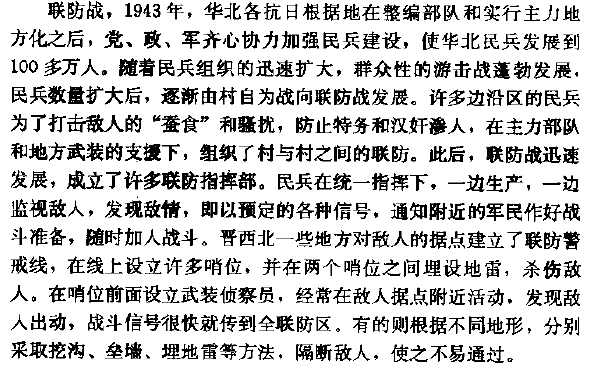 联防战，1943年，华北各抗日根据地在整编部队和实行主力地
方化之后，党、政、军齐心协力加强民兵建设，使华北民兵发展到
100多万人。随着民兵组织的迅速扩大，群众性的游击战蓬勃发展，
民兵数量扩大后，逐渐由村自为战向联防战发展。许多边沿区的民兵
为了打击敌人的“蚕食”和骚扰，防止特务和汉奸渗人，在主力部队
和地方武装的支援下，组织了村与村之间的联防。此后，联防战迅速
发展，成立了许多联防指挥部。民兵在统一指挥下，一边生产，一边
监视敌人，发现敌情，即以预定的各种信号，通知附近的军民作好战
斗准备，随时加人战斗。晋西北一些地方对敌人的据点建立了联防警
戒线，在线上设立许多哨位，并在两个哨位之间埋设地雷，杀伤敌
人。在哨位前面设立武装侦察员，经常在敌人据点附近活动，发现敌
人出动，战斗信号很快就传到全联防区。有的则根据不同地形，分别
采取挖沟、垒墙、埋地雷等方法，隔断敌人，使之不易通过。